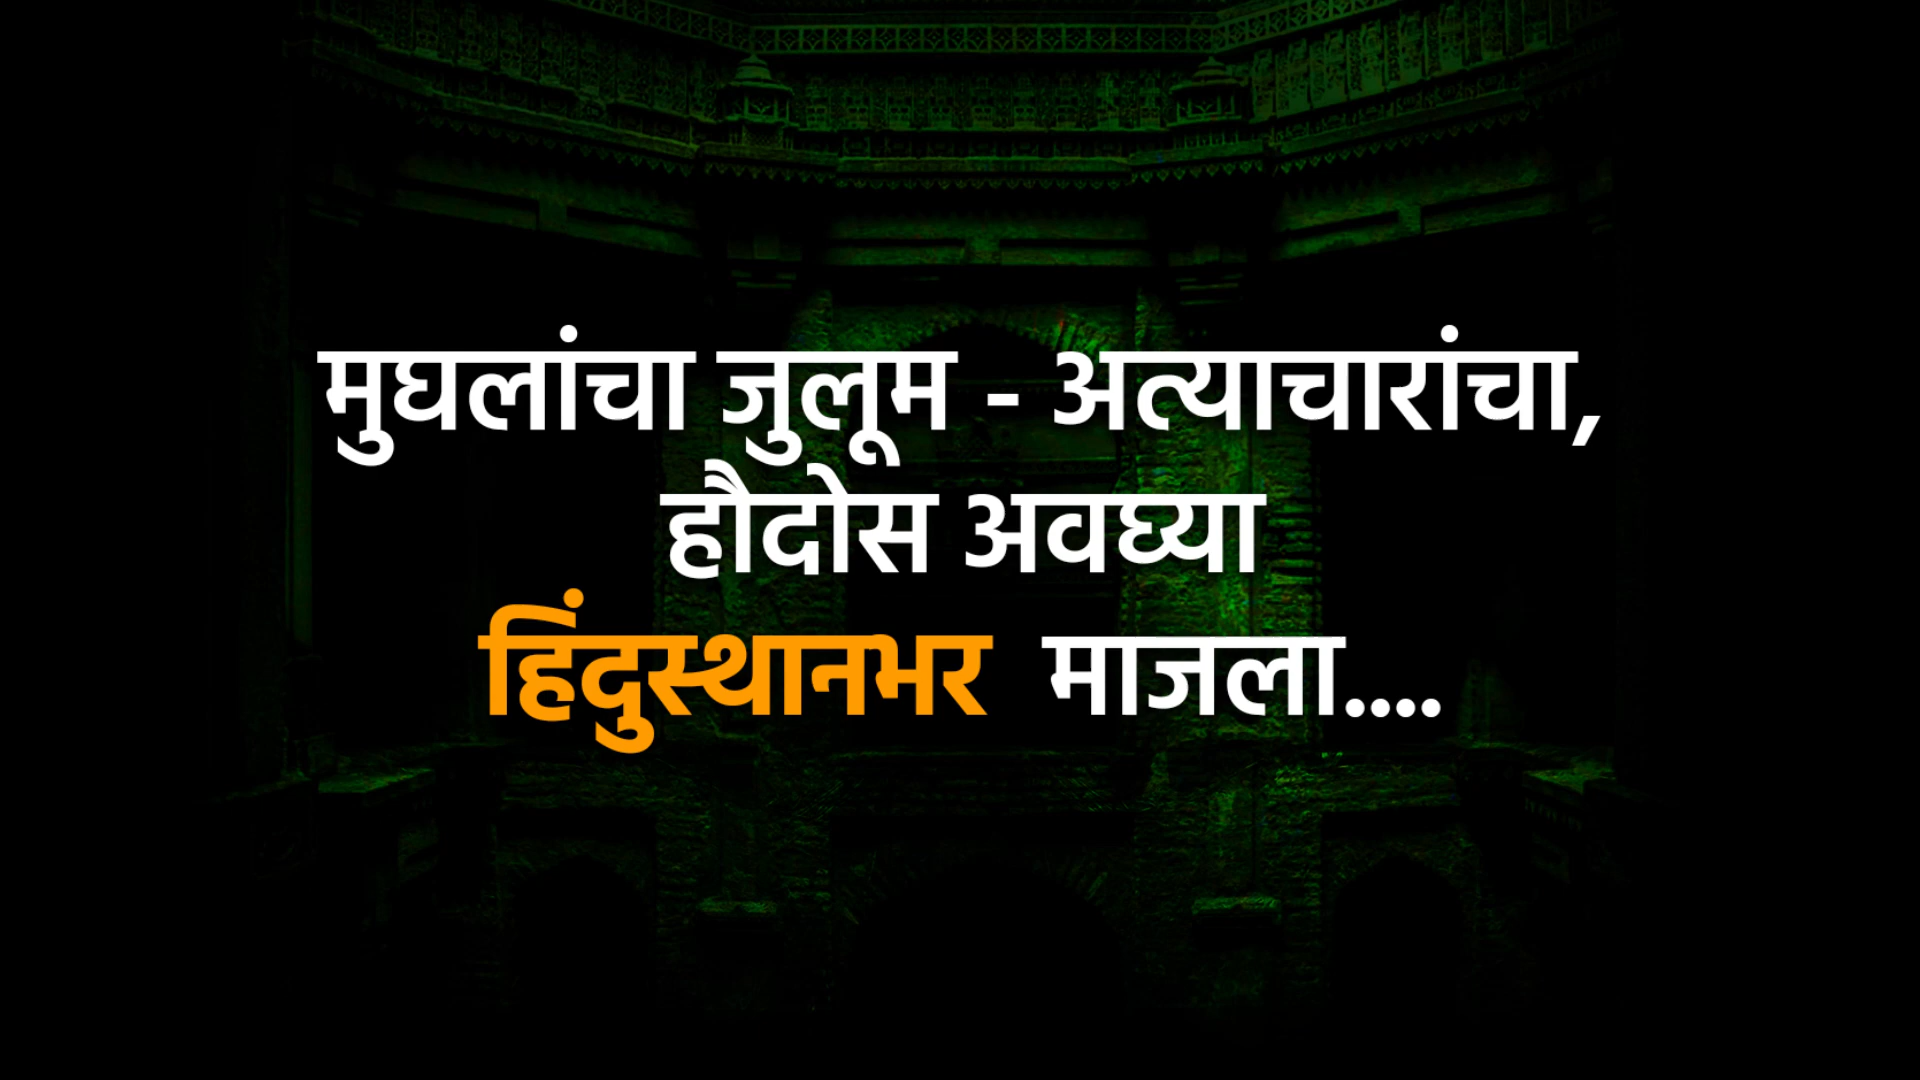 मुघलांचा जुलूम - अत्याचारांचा,
हौदोस अवघ्या
हिंदुस्थानभर माजला....